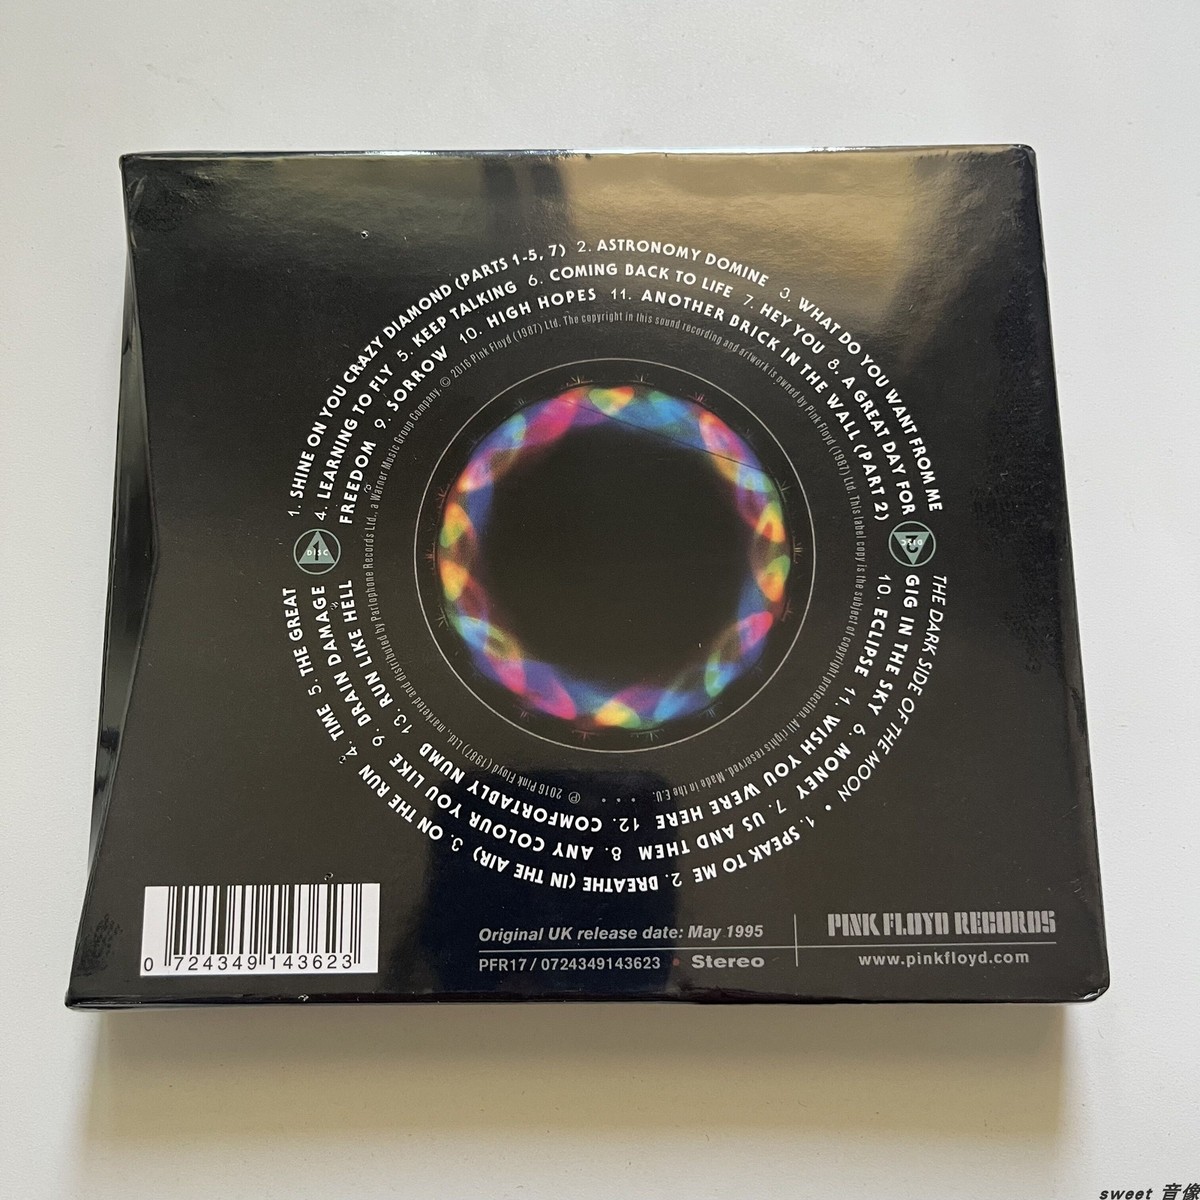 1. SHINE ON YOU CRAZY DIAMOND (PARTS 1-5, 7) 2. ASTRONOMY DOMINE 3. WHAT DO YOU WANT FROM ME
4. LEARNING TO FLY 5. KEEP TALKING 6. COMING BACK TO LIFE 7. HEY YOU 8. A GREAT DAY FOR
FREEDOM 9. SORROW 10. HIGH HOPES 11. ANOTHER BRICK IN THE WALL (PART 2)
DISC 1
DISC 2
THE DARK SIDE OF THE MOON • 1. SPEAK TO ME 2. BREATHE (IN THE AIR) 3. ON THE RUN 4. TIME 5. THE GREAT
GIG IN THE SKY 6. MONEY 7. US AND THEM 8. ANY COLOUR YOU LIKE 9. DRAIN DAMAGE
10. ECLIPSE 11. WISH YOU WERE HERE 12. COMFORTABLY NUMD 13. RUN LIKE HELL
℗ 2016 Pink Floyd (1987) Ltd., marketed and distributed by Parlophone Records Ltd., a Warner Music Group Company. © 2016 Pink Floyd (1987) Ltd. The copyright in this sound recording and artwork is owned by Pink Floyd (1987) Ltd. This label copy is the subject of copyright protection. All rights reserved. Made in the E.U.
0 724349 143623
Original UK release date: May 1995
PFR17 / 0724349143623 • Stereo
PINK FLOYD RECORDS
www.pinkfloyd.com
sweet 音像